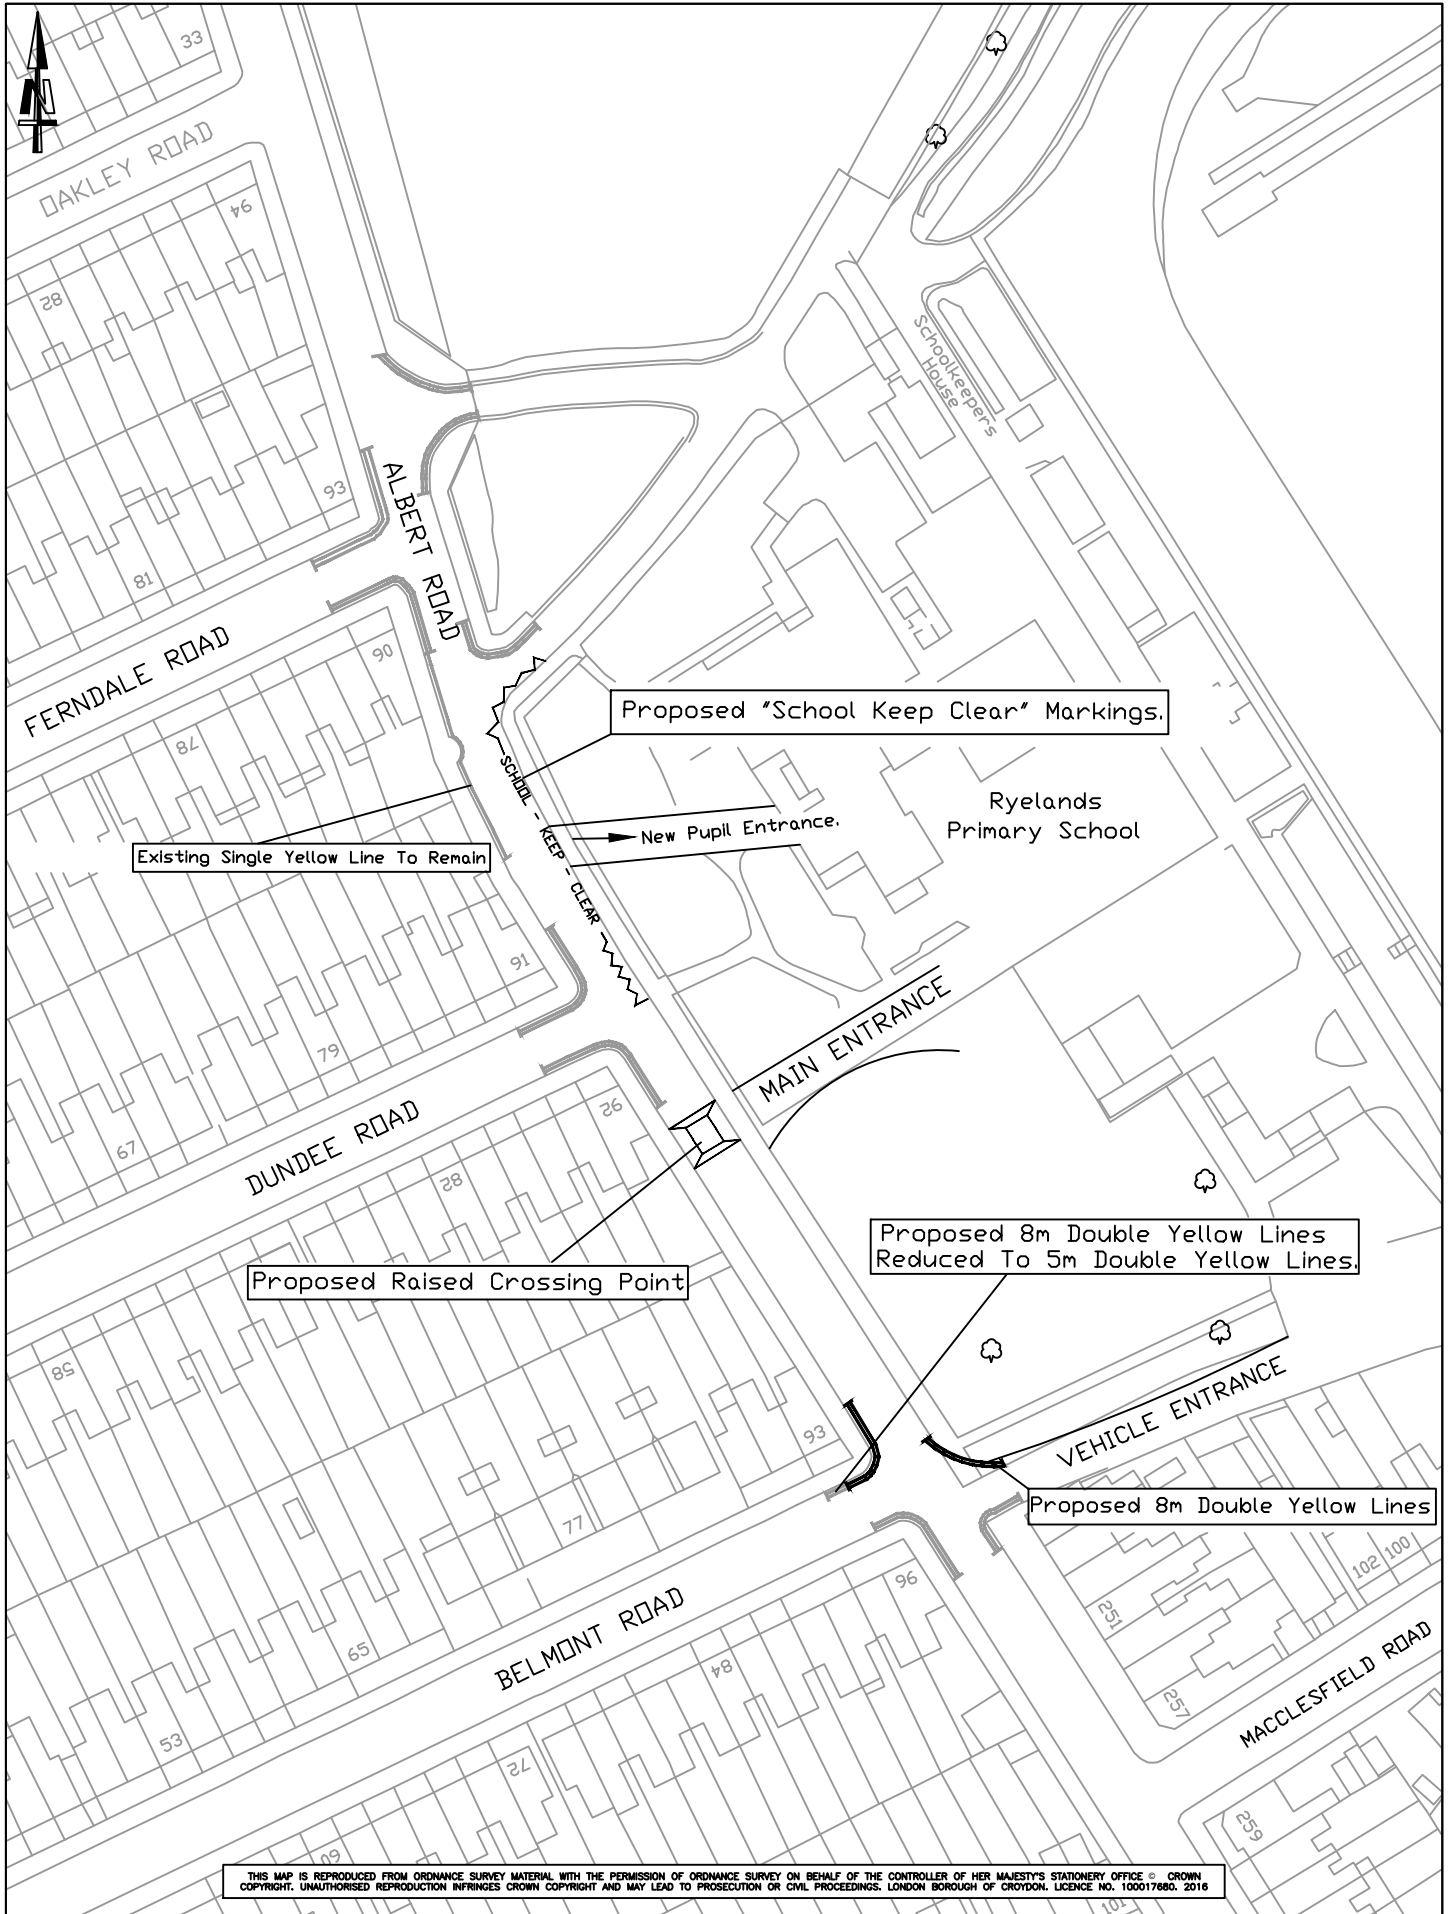 33
N
OAKLEY ROAD
94
82
Schoolkeepers
House
93
ALBERT ROAD
81
FERNDALE ROAD
90
78
Proposed "School Keep Clear" Markings.
SCHOOL - KEEP - CLEAR
New Pupil Entrance.
Ryelands
Primary School
Existing Single Yellow Line To Remain
91
MAIN ENTRANCE
79
67
DUNDEE ROAD
92
82
Proposed 8m Double Yellow Lines
Reduced To 5m Double Yellow Lines.
Proposed Raised Crossing Point
58
VEHICLE ENTRANCE
93
77
Proposed 8m Double Yellow Lines
102
100
96
251
BELMONT ROAD
65
84
257
MACCLESFIELD ROAD
53
72
259
60
THIS MAP IS REPRODUCED FROM ORDNANCE SURVEY MATERIAL WITH THE PERMISSION OF ORDNANCE SURVEY ON BEHALF OF THE CONTROLLER OF HER MAJESTY'S STATIONERY OFFICE © CROWN
COPYRIGHT. UNAUTHORISED REPRODUCTION INFRINGES CROWN COPYRIGHT AND MAY LEAD TO PROSECUTION OR CIVIL PROCEEDINGS. LONDON BOROUGH OF CROYDON. LICENCE NO. 100017680. 2016
101